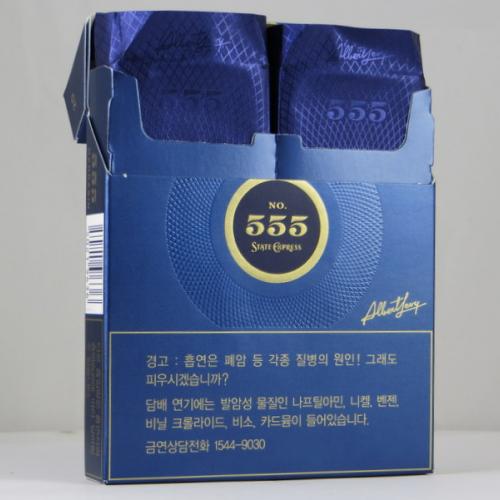 Albert Levy
555
555
NO.
555
STATE EXPRESS
Albert Levy
경고 : 흡연은 폐암 등 각종 질병의 원인! 그래도
피우시겠습니까?
담배 연기에는 발암성 물질인 나프틸아민, 니켈, 벤젠,
비닐 크롤라이드, 비소, 카드뮴이 들어있습니다.
금연상담전화 1544-9030